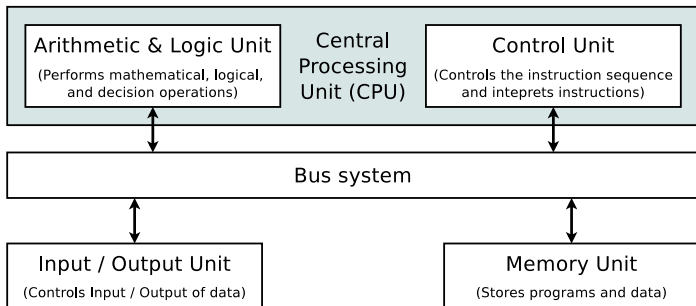 Arithmetic & Logic Unit
(Performs mathematical, logical,
and decision operations)
Central
Processing
Unit (CPU)
Control Unit
(Controls the instruction sequence
and inteprets instructions)
Bus system
Input / Output Unit
(Controls Input / Output of data)
Memory Unit
(Stores programs and data)